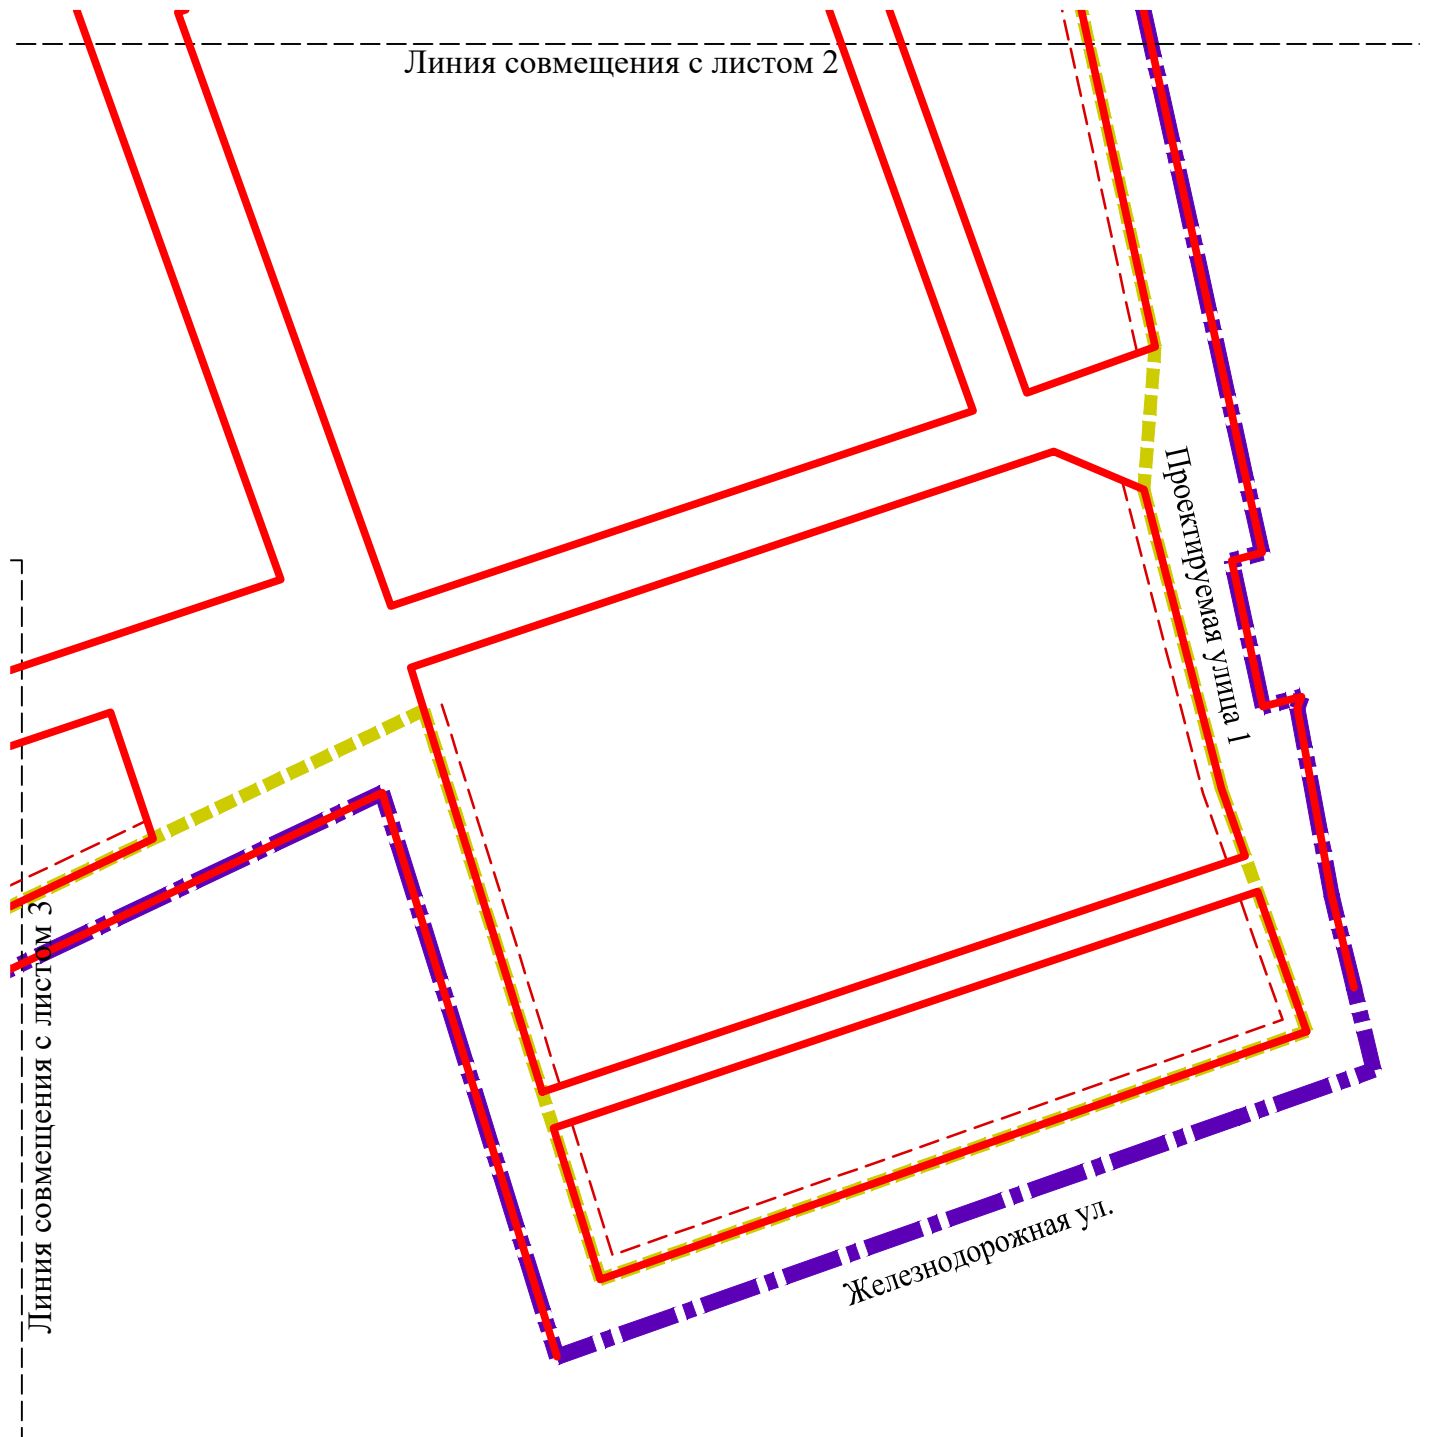 Линия совмещения с листом 2
Проектируемая улица 1
Линия совмещения с листом 3
Железнодорожная ул.